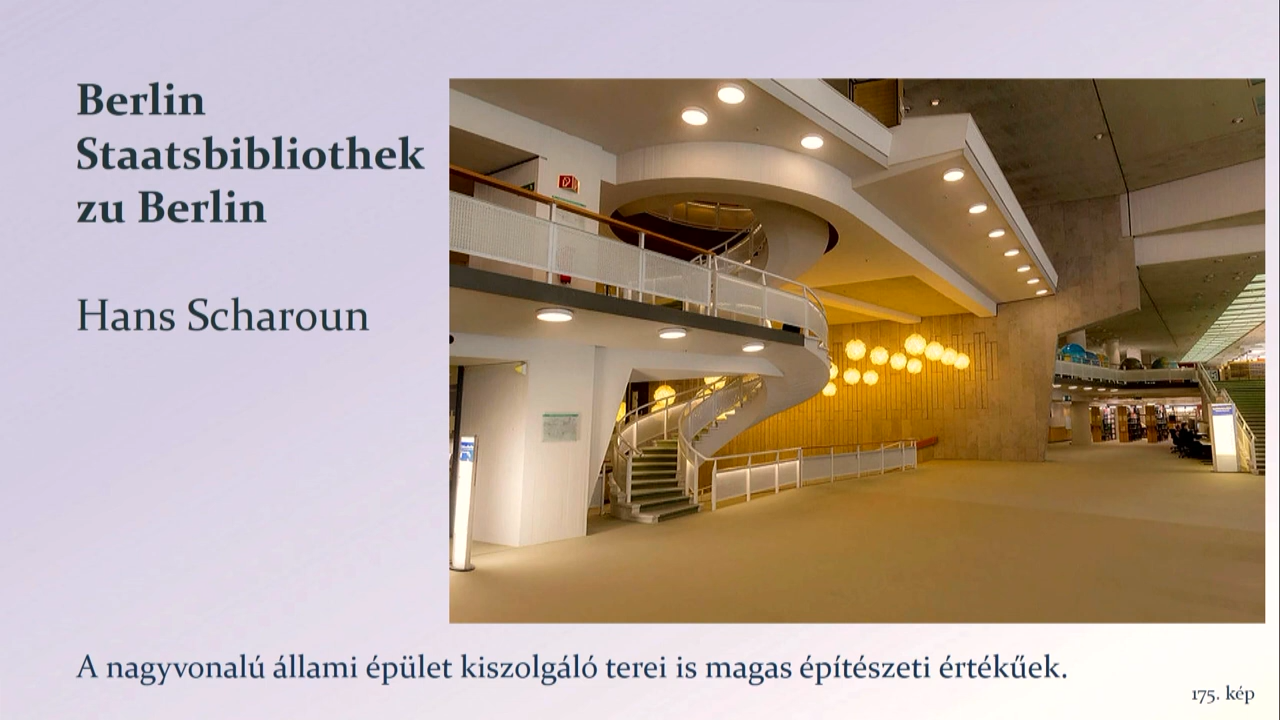 Berlin
Staatsbibliothek
zu Berlin
Hans Scharoun
A nagyvonalú állami épület kiszolgáló terei is magas építészeti értékűek.
175. kép